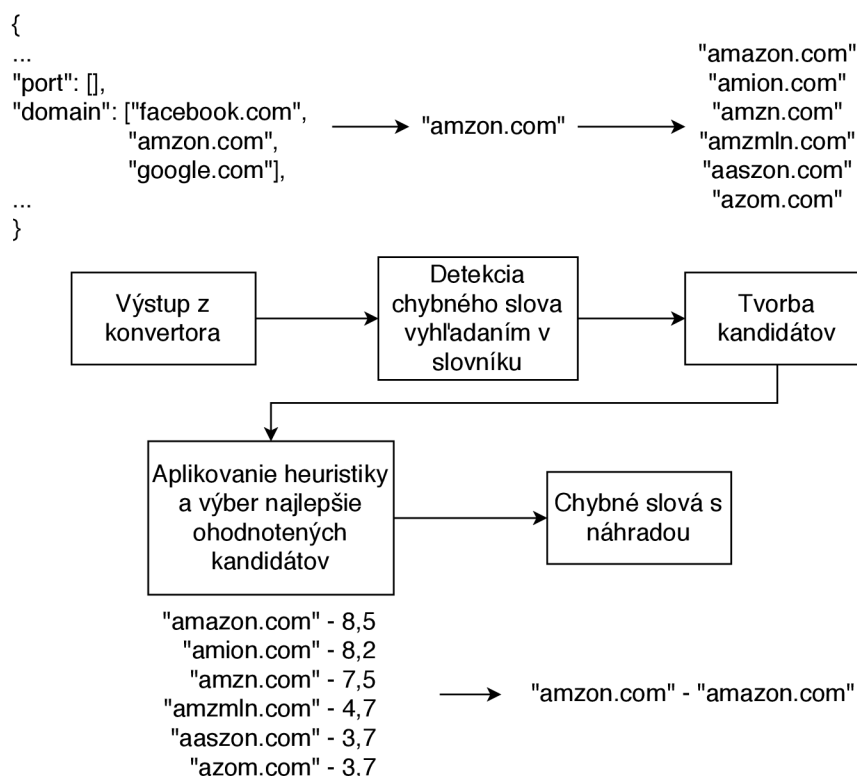 {
...
"port": [],
"domain": ["facebook.com",
"amzon.com",
"google.com"],
...
}
"amzon.com"
"amazon.com"
"amion.com"
"amzn.com"
"amzmln.com"
"aaszon.com"
"azom.com"
Výstup z
konvertora
Detekcia
chybného slova
vyhľadaním v
slovníku
Tvorba
kandidátov
Aplikovanie heuristiky
a výber najlepšie
ohodnotených
kandidátov
Chybné slová s
náhradou
"amazon.com" - 8,5
"amion.com" - 8,2
"amzn.com" - 7,5
"amzmln.com" - 4,7
"aaszon.com" - 3,7
"azom.com" - 3,7
"amzon.com" - "amazon.com"